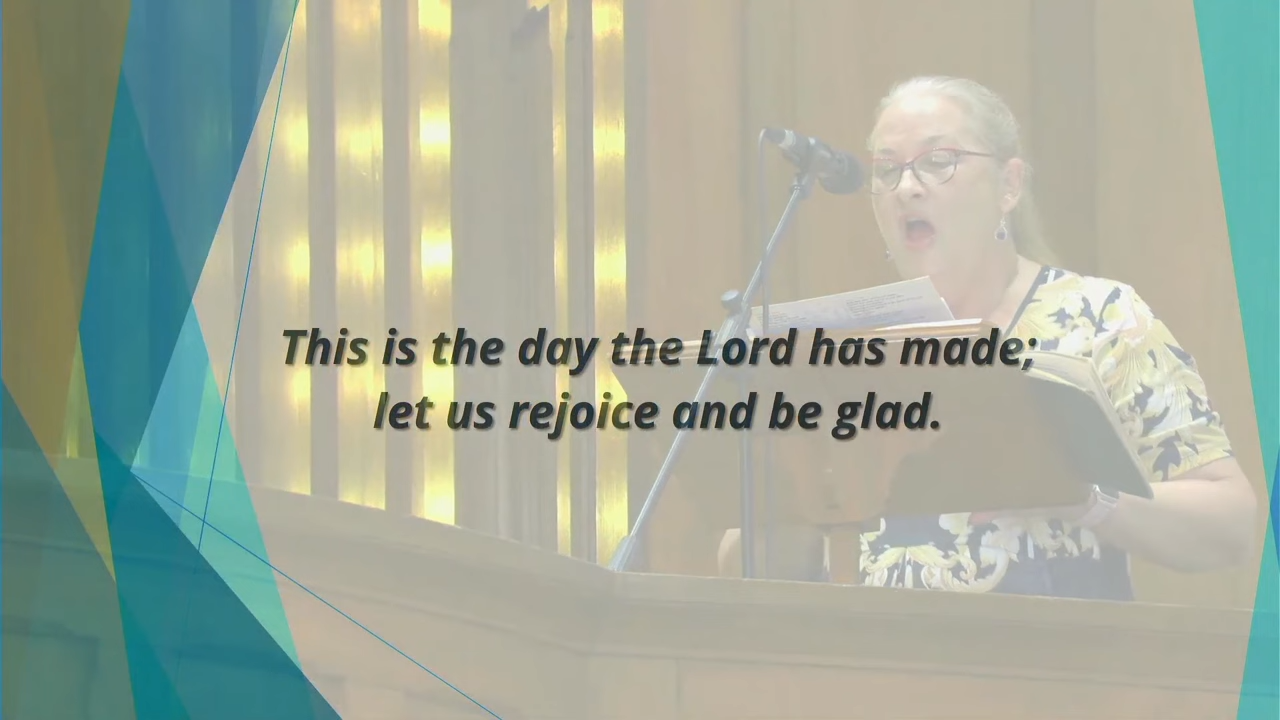 This is the day the Lord has made;
let us rejoice and be glad.